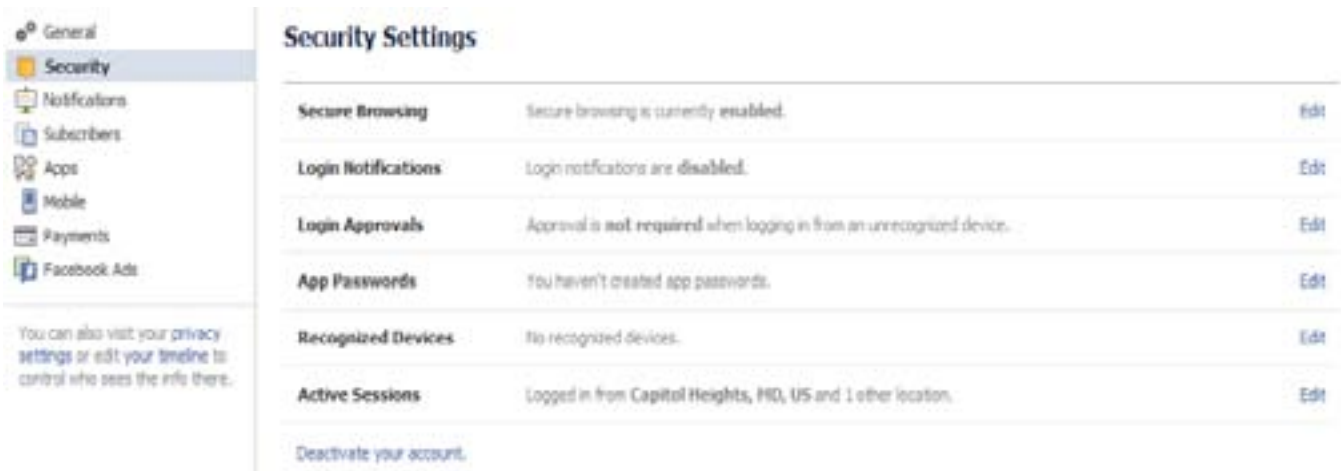 General
Security
Notifications
Subscribers
Apps
Mobile
Payments
Facebook Ads
You can also visit your privacy
settings or edit your timeline to
control who sees the info there.
Security Settings
Secure Browsing Secure browsing is currently enabled. Edit
Login Notifications Login notifications are disabled. Edit
Login Approvals Approval is not required when logging in from an unrecognized device. Edit
App Passwords You haven't created app passwords. Edit
Recognized Devices No recognized devices. Edit
Active Sessions Logged in from Capitol Heights, MD, US and 1 other location. Edit
Deactivate your account.